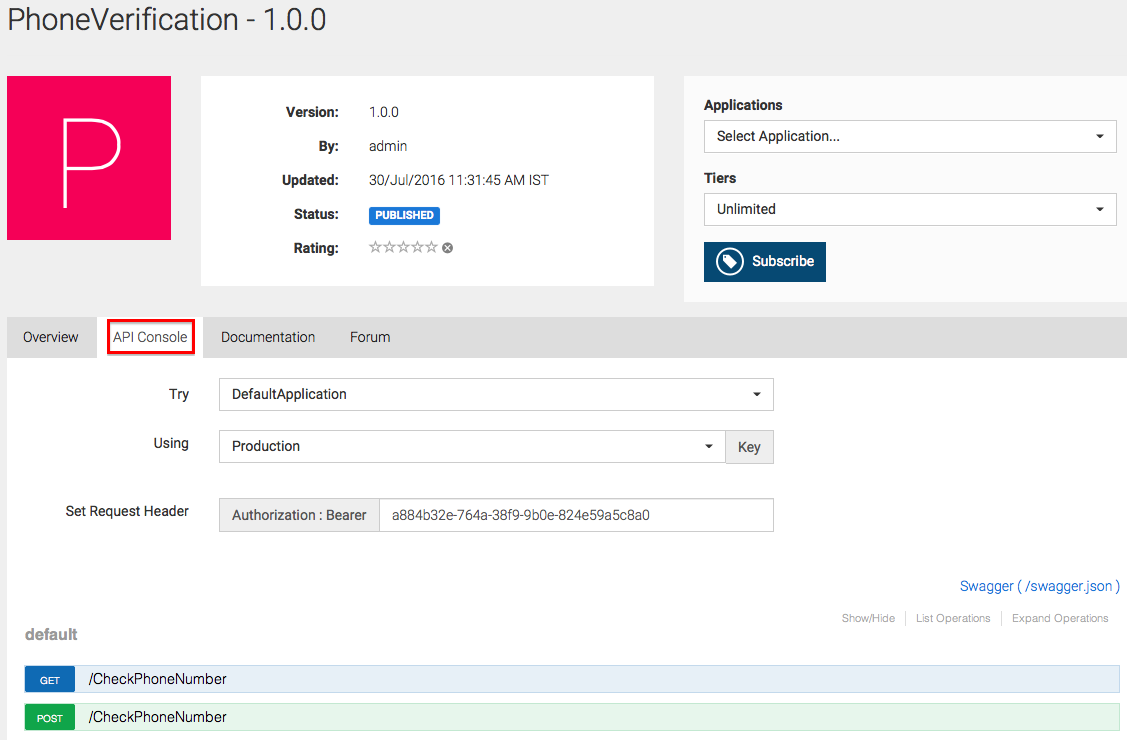 PhoneVerification - 1.0.0
P
Version: 1.0.0
By: admin
Updated: 30/Jul/2016 11:31:45 AM IST
Status: PUBLISHED
Rating:
Applications
Select Application...
Tiers
Unlimited
Subscribe
Overview API Console Documentation Forum
Try DefaultApplication
Using Production Key
Set Request Header Authorization : Bearer a884b32e-764a-38f9-9b0e-824e59a5c8a0
Swagger ( /swagger.json )
Show/Hide List Operations Expand Operations
default
GET /CheckPhoneNumber
POST /CheckPhoneNumber